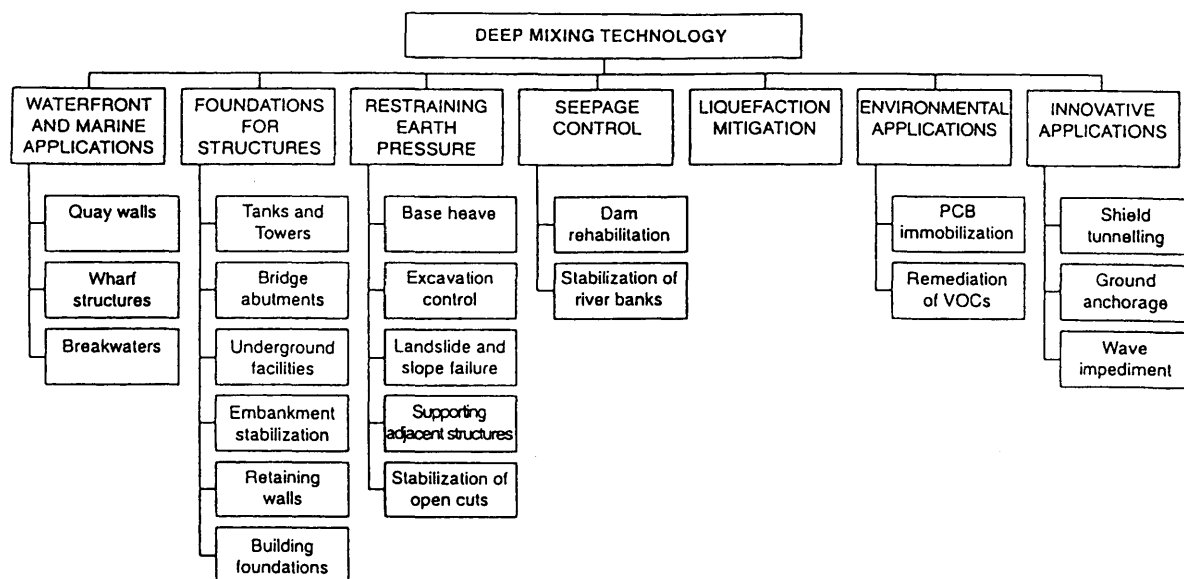 DEEP MIXING TECHNOLOGY
WATERFRONT
AND MARINE
APPLICATIONS
Quay walls
Wharf
structures
Breakwaters
FOUNDATIONS
FOR
STRUCTURES
Tanks and
Towers
Bridge
abutments
Underground
facilities
Embankment
stabilization
Retaining
walls
Building
foundations
RESTRAINING
EARTH
PRESSURE
Base heave
Excavation
control
Landslide and
slope failure
Supporting
adjacent structures
Stabilization of
open cuts
SEEPAGE
CONTROL
Dam
rehabilitation
Stabilization of
river banks
LIQUEFACTION
MITIGATION
ENVIRONMENTAL
APPLICATIONS
PCB
immobilization
Remediation
of VOCs
INNOVATIVE
APPLICATIONS
Shield
tunnelling
Ground
anchorage
Wave
impediment